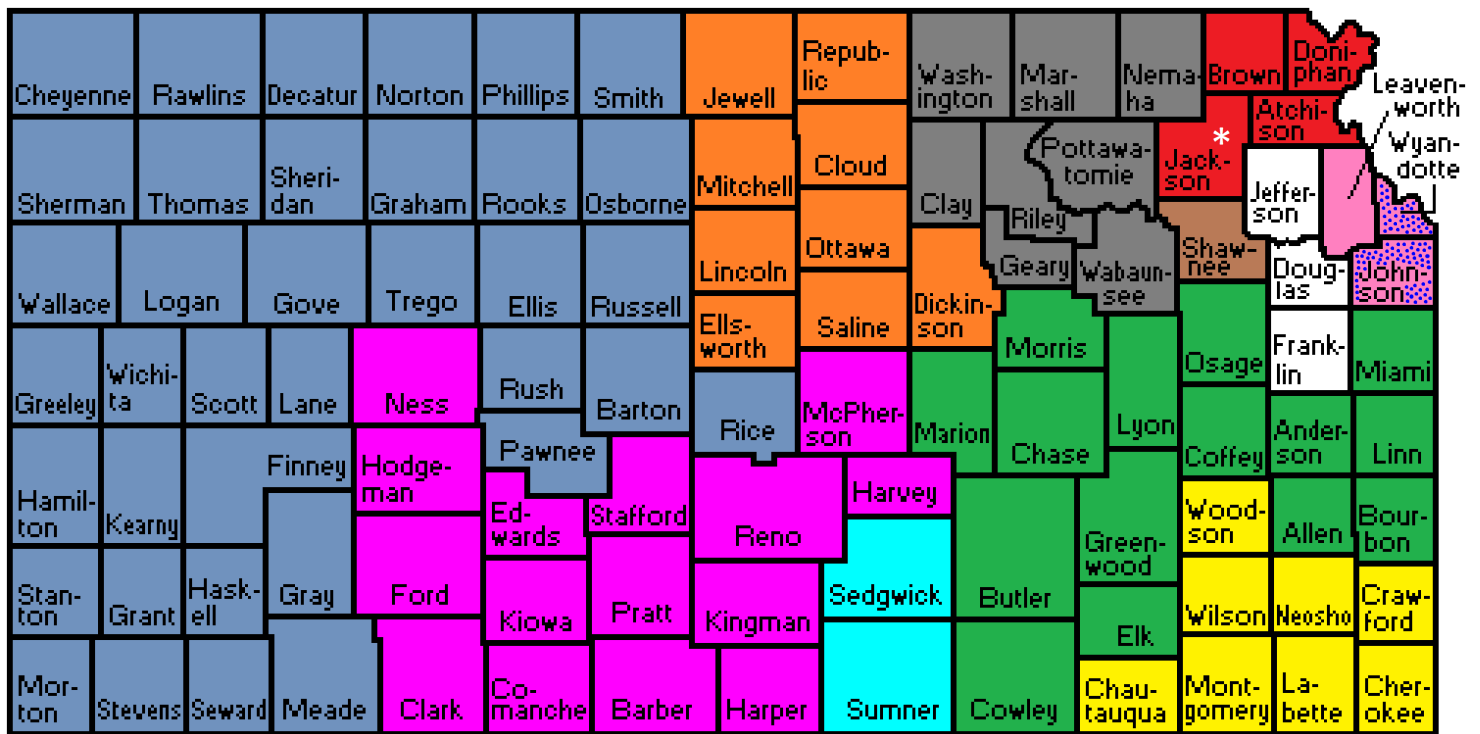 Cheyenne
Rawlins
Decatur
Norton
Phillips
Smith
Jewell
Repub-
lic
Wash-
ington
Mar-
shall
Nema-
ha
Brown
Doni-
phan
Leaven-
worth
Wyan-
dotte
Sherman
Thomas
Sheri-
dan
Graham
Rooks
Osborne
Mitchell
Cloud
Clay
Riley
Pottawa-
tomie
*
Jack-
son
Atchi-
son
Jeffer-
son
Lincoln
Ottawa
Wallace
Logan
Gove
Trego
Ellis
Russell
Ells-
worth
Saline
Dickin-
son
Geary
Wabaun-
see
Shaw-
nee
Doug-
las
John-
son
Greeley
Wichi-
ta
Scott
Lane
Ness
Rush
Barton
Rice
McPher-
son
Marion
Morris
Chase
Lyon
Osage
Frank-
lin
Miami
Hamil-
ton
Kearny
Finney
Hodge-
man
Pawnee
Ed-
wards
Stafford
Reno
Harvey
Butler
Green-
wood
Coffey
Ander-
son
Linn
Wood-
son
Allen
Bour-
bon
Stan-
ton
Grant
Hask-
ell
Gray
Ford
Kiowa
Pratt
Kingman
Sedgwick
Elk
Wilson
Neosho
Craw-
ford
Mor-
ton
Stevens
Seward
Meade
Clark
Co-
manche
Barber
Harper
Sumner
Cowley
Chau-
tauqua
Mont-
gomery
La-
bette
Cher-
okee